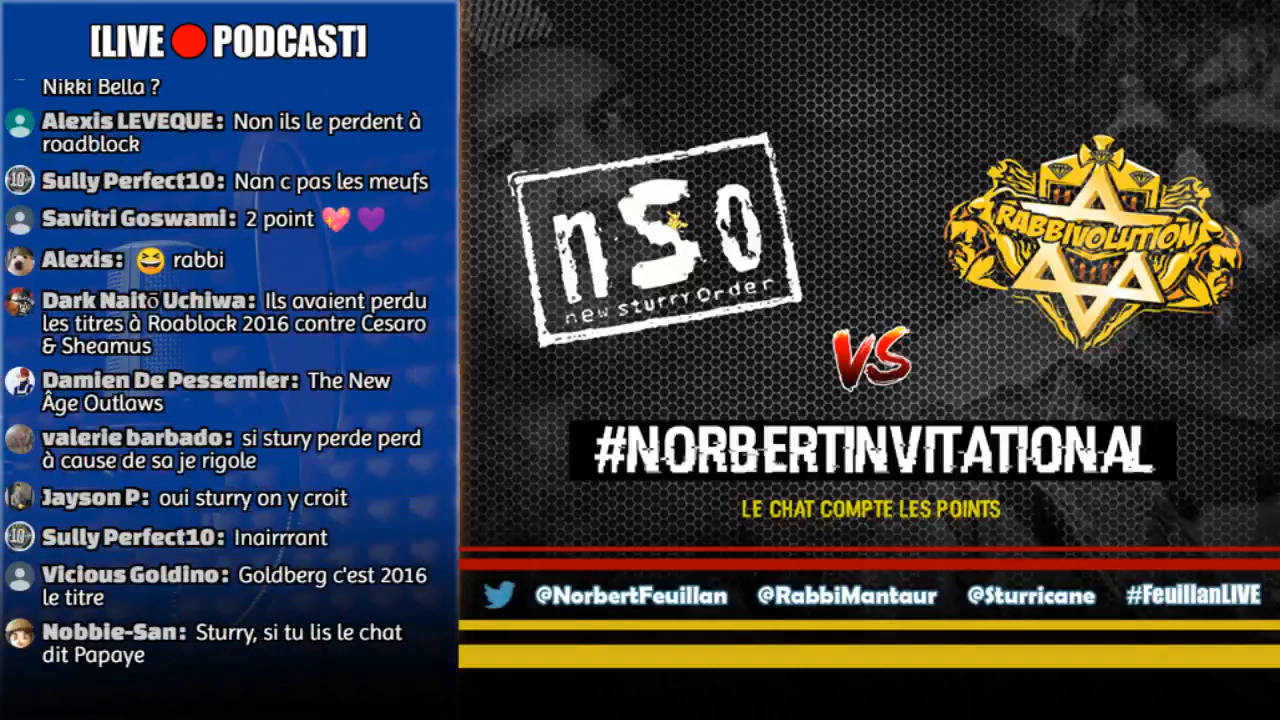 [LIVE 🔴 PODCAST]
Nikki Bella ?
Alexis LEVEQUE : Non ils le perdent à
roadblock
Sully Perfect10 : Nan c pas les meufs
Savitri Goswami : 2 point 💖 💜
Alexis : 😆 rabbi
Dark Naitō Uchiwa : Ils avaient perdu
les titres à Roablock 2016 contre Cesaro
& Sheamus
Damien De Pessemier : The New
Âge Outlaws
valerie barbado : si stury perde perd
à cause de sa je rigole
Jayson P : oui sturry on y croit
Sully Perfect10 : Inairrrant
Vicious Goldino : Goldberg c'est 2016
le titre
Nobbie-San : Sturry, si tu lis le chat
dit Papaye
nSo
new sturry Order
VS
RABBIVOLUTION
#NORBERTINVITATIONAL
LE CHAT COMPTE LES POINTS
@NorbertFeuillan @RabbiMantaur @Sturricane #FeuillanLIVE